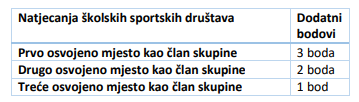 Natjecanja školskih sportskih društava Dodatni bodovi
Prvo osvojeno mjesto kao član skupine 3 boda
Drugo osvojeno mjesto kao član skupine 2 boda
Treće osvojeno mjesto kao član skupine 1 bod